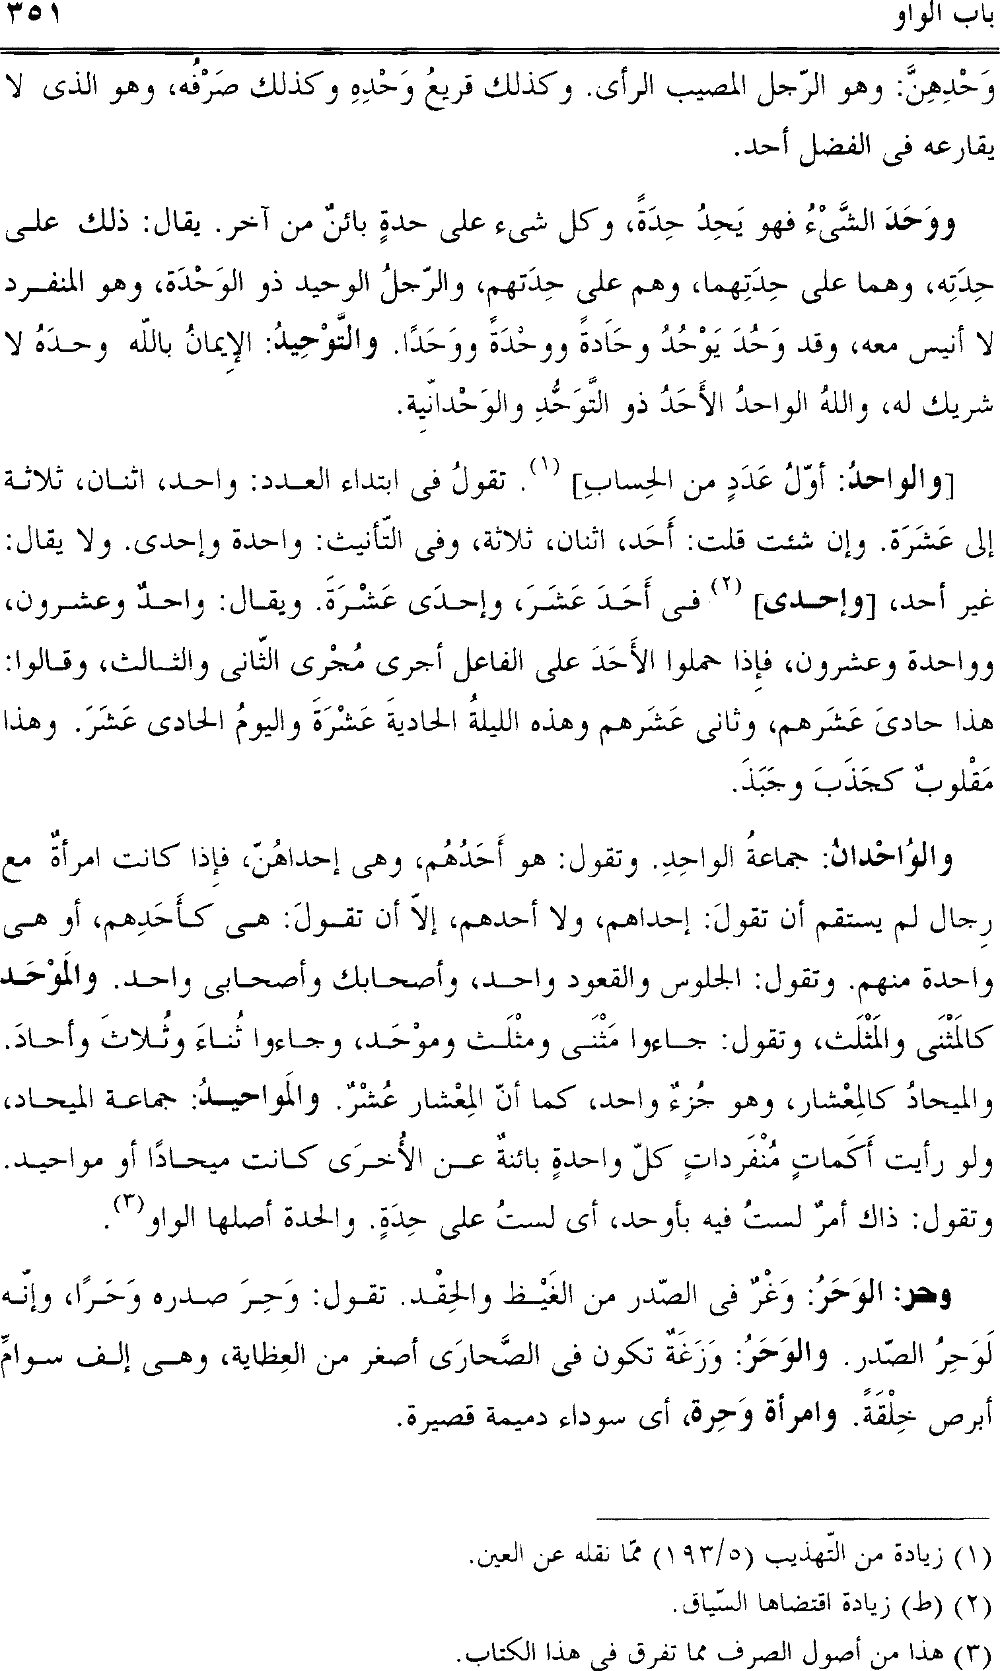 باب الواو ٣٥١
وَحْدِهِنَّ: وهو الرّجل المصيب الرأى. وكذلك قريعُ وَحْدِهِ وكذلك صَرْفُه، وهو الذى لا
يقارعه فى الفضل أحد.
ووَحَدَ الشَّىْءُ فهو يَحِدُ حِدَةً، وكل شىء على حدةٍ بائنٌ من آخر. يقال: ذلك على
حِدَتِه، وهما على حِدَتِهما، وهم على حِدَتهم، والرّجلُ الوحيد ذو الوَحْدَة، وهو المنفرد
لا أنيس معه، وقد وَحُدَ يَوْحُدُ وحَادةً ووحْدَةً ووَحَدًا. والتَّوْحِيدُ: الإيمانُ باللّه وحدَهُ لا
شريك له، واللهُ الواحدُ الأَحَدُ ذو التَّوَحُّدِ والوَحْدانّيةِ.
[والواحدُ: أوّلُ عَدَدٍ من الحِسابِ] (١). تقولُ فى ابتداء العدد: واحد، اثنان، ثلاثة
إلى عَشَرَة. وإن شئت قلت: أَحَد، اثنان، ثلاثة، وفى التّأنيث: واحدة وإحدى. ولا يقال:
غير أحد، [وإحدى] (٢) فى أَحَدَ عَشَرَ، وإحدَى عَشْرَةَ. ويقال: واحدٌ وعشرون،
وواحدة وعشرون، فإذا حملوا الأَحَدَ على الفاعل أجرى مُجْرى الثّانى والثالث، وقالوا:
هذا حادىَ عَشَرهم، وثانى عَشَرهم وهذه الليلةُ الحاديةَ عَشْرَةَ واليومُ الحادى عَشَرَ. وهذا
مَقْلوبٌ كجَذَبَ وجَبَذَ.
والوُاحْدانُ: جماعةُ الواحِدِ. وتقول: هو أَحَدُهُم، وهى إحداهُنّ، فإذا كانت امرأةٌ مع
رِجال لم يستقم أن تقولَ: إحداهم، ولا أحدهم، إلاّ أن تقولَ: هى كأَحَدِهم، أو هى
واحدة منهم. وتقول: الجلوس والقعود واحد، وأصحابك وأصحابى واحد. والمَوْحَد
كالمَثْنَى والمَثْلَث، وتقول: جاءوا مَثْنَى ومثْلَث وموْحَد، وجاءوا ثُناءَ وثُلاثَ وأحادَ.
والميحادُ كالمِعْشار، وهو جُزءٌ واحد، كما أنّ المِعْشار عُشْرٌ. والمَواحيدُ: جماعة الميحاد،
ولو رأيت أَكَماتٍ مُنْفَرداتٍ كلّ واحدةٍ بائنةٌ عن الأُخرَى كانت ميحادًا أو مواحيد.
وتقول: ذاك أمرٌ لستُ فيه بأوحد، أى لستُ على حِدَةٍ. والحدة أصلها الواو(٣).
وحر: الوَحَرُ: وَغْرٌ فى الصّدر من الغَيْظ والحِقْد. تقول: وَحِرَ صدره وَحَرًا، وإنّه
لَوَحِرُ الصّدر. والوَحَرُ: وَزَغَةٌ تكون فى الصَّحارَى أصغر من العِظاية، وهى إلف سوامِّ
أبرص خِلْقَةً. وامرأة وَحِرة، أى سوداء دميمة قصيرة.
(١) زيادة من التّهذيب (١٩٣/٥) ممّا نقله عن العين.
(٢) (ط) زيادة اقتضاها السّياق.
(٣) هذا من أصول الصرف مما تفرق فى هذا الكتاب.